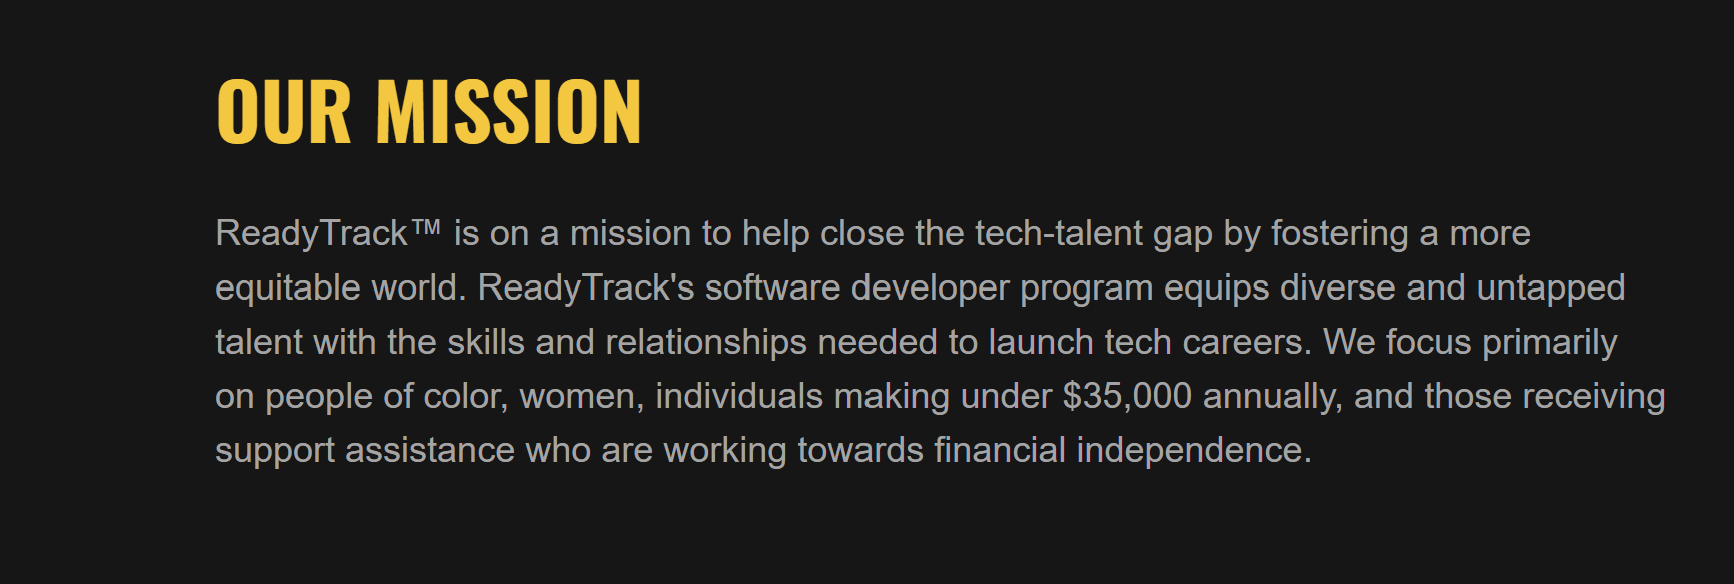 OUR MISSION
ReadyTrack™ is on a mission to help close the tech-talent gap by fostering a more
equitable world. ReadyTrack's software developer program equips diverse and untapped
talent with the skills and relationships needed to launch tech careers. We focus primarily
on people of color, women, individuals making under $35,000 annually, and those receiving
support assistance who are working towards financial independence.